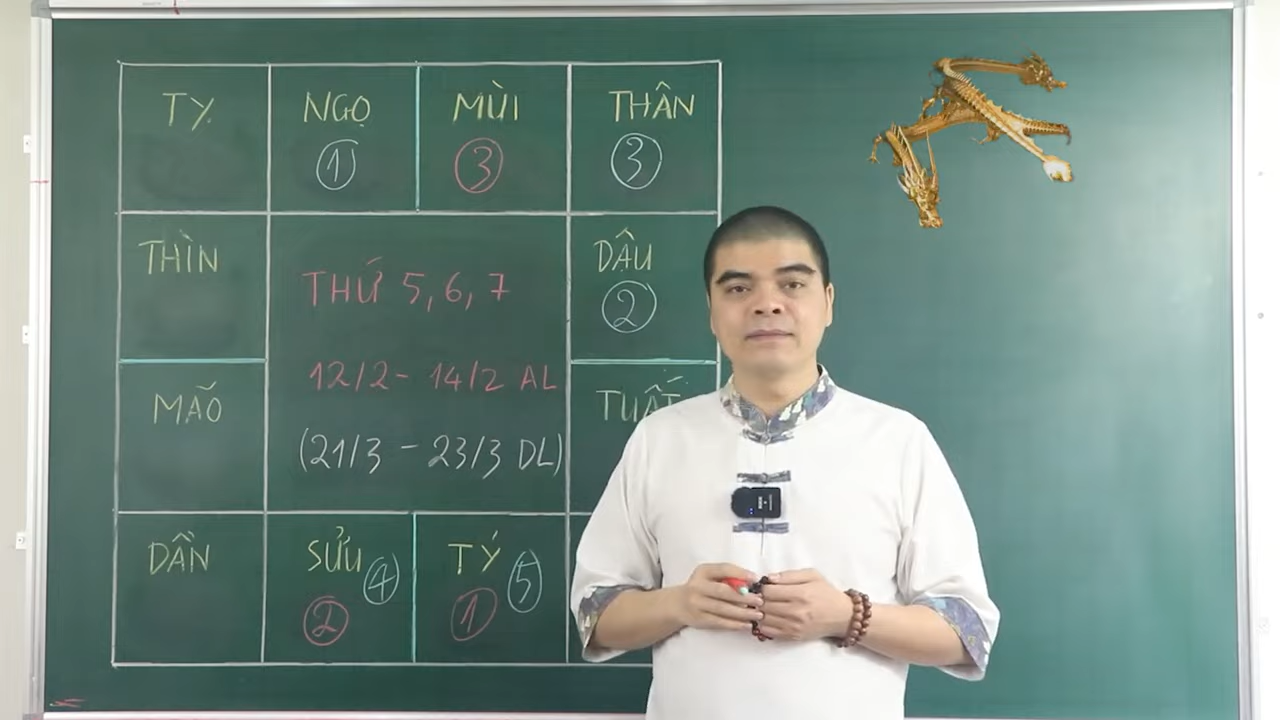 TỴ NGỌ MÙI THÂN
① ③ ③
THÌN DẬU
②
THỨ 5, 6, 7
12/2 - 14/2 AL
MÃO TUẤT
(21/3 - 23/3 DL)
DẦN SỬU ④ TÝ ⑤
② ①